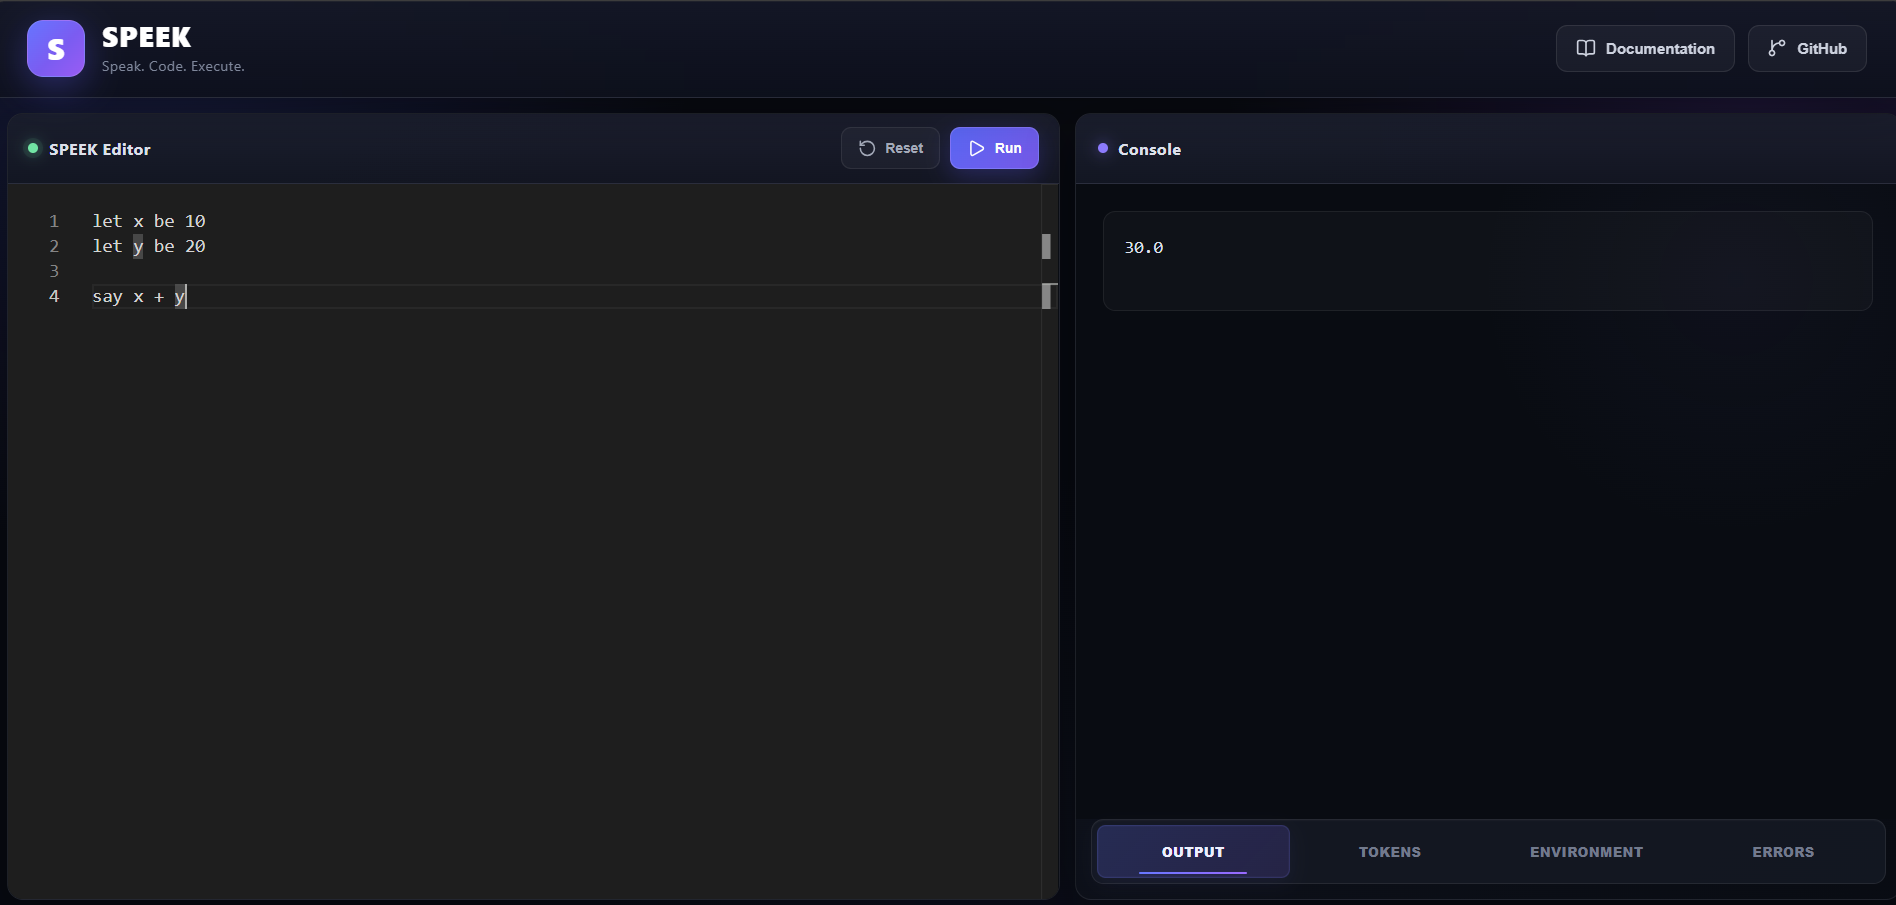 S
SPEEK
Speak. Code. Execute.
Documentation
GitHub
SPEEK Editor
Reset
Run
1 let x be 10
2 let y be 20
3
4 say x + y
Console
30.0
OUTPUT
TOKENS
ENVIRONMENT
ERRORS